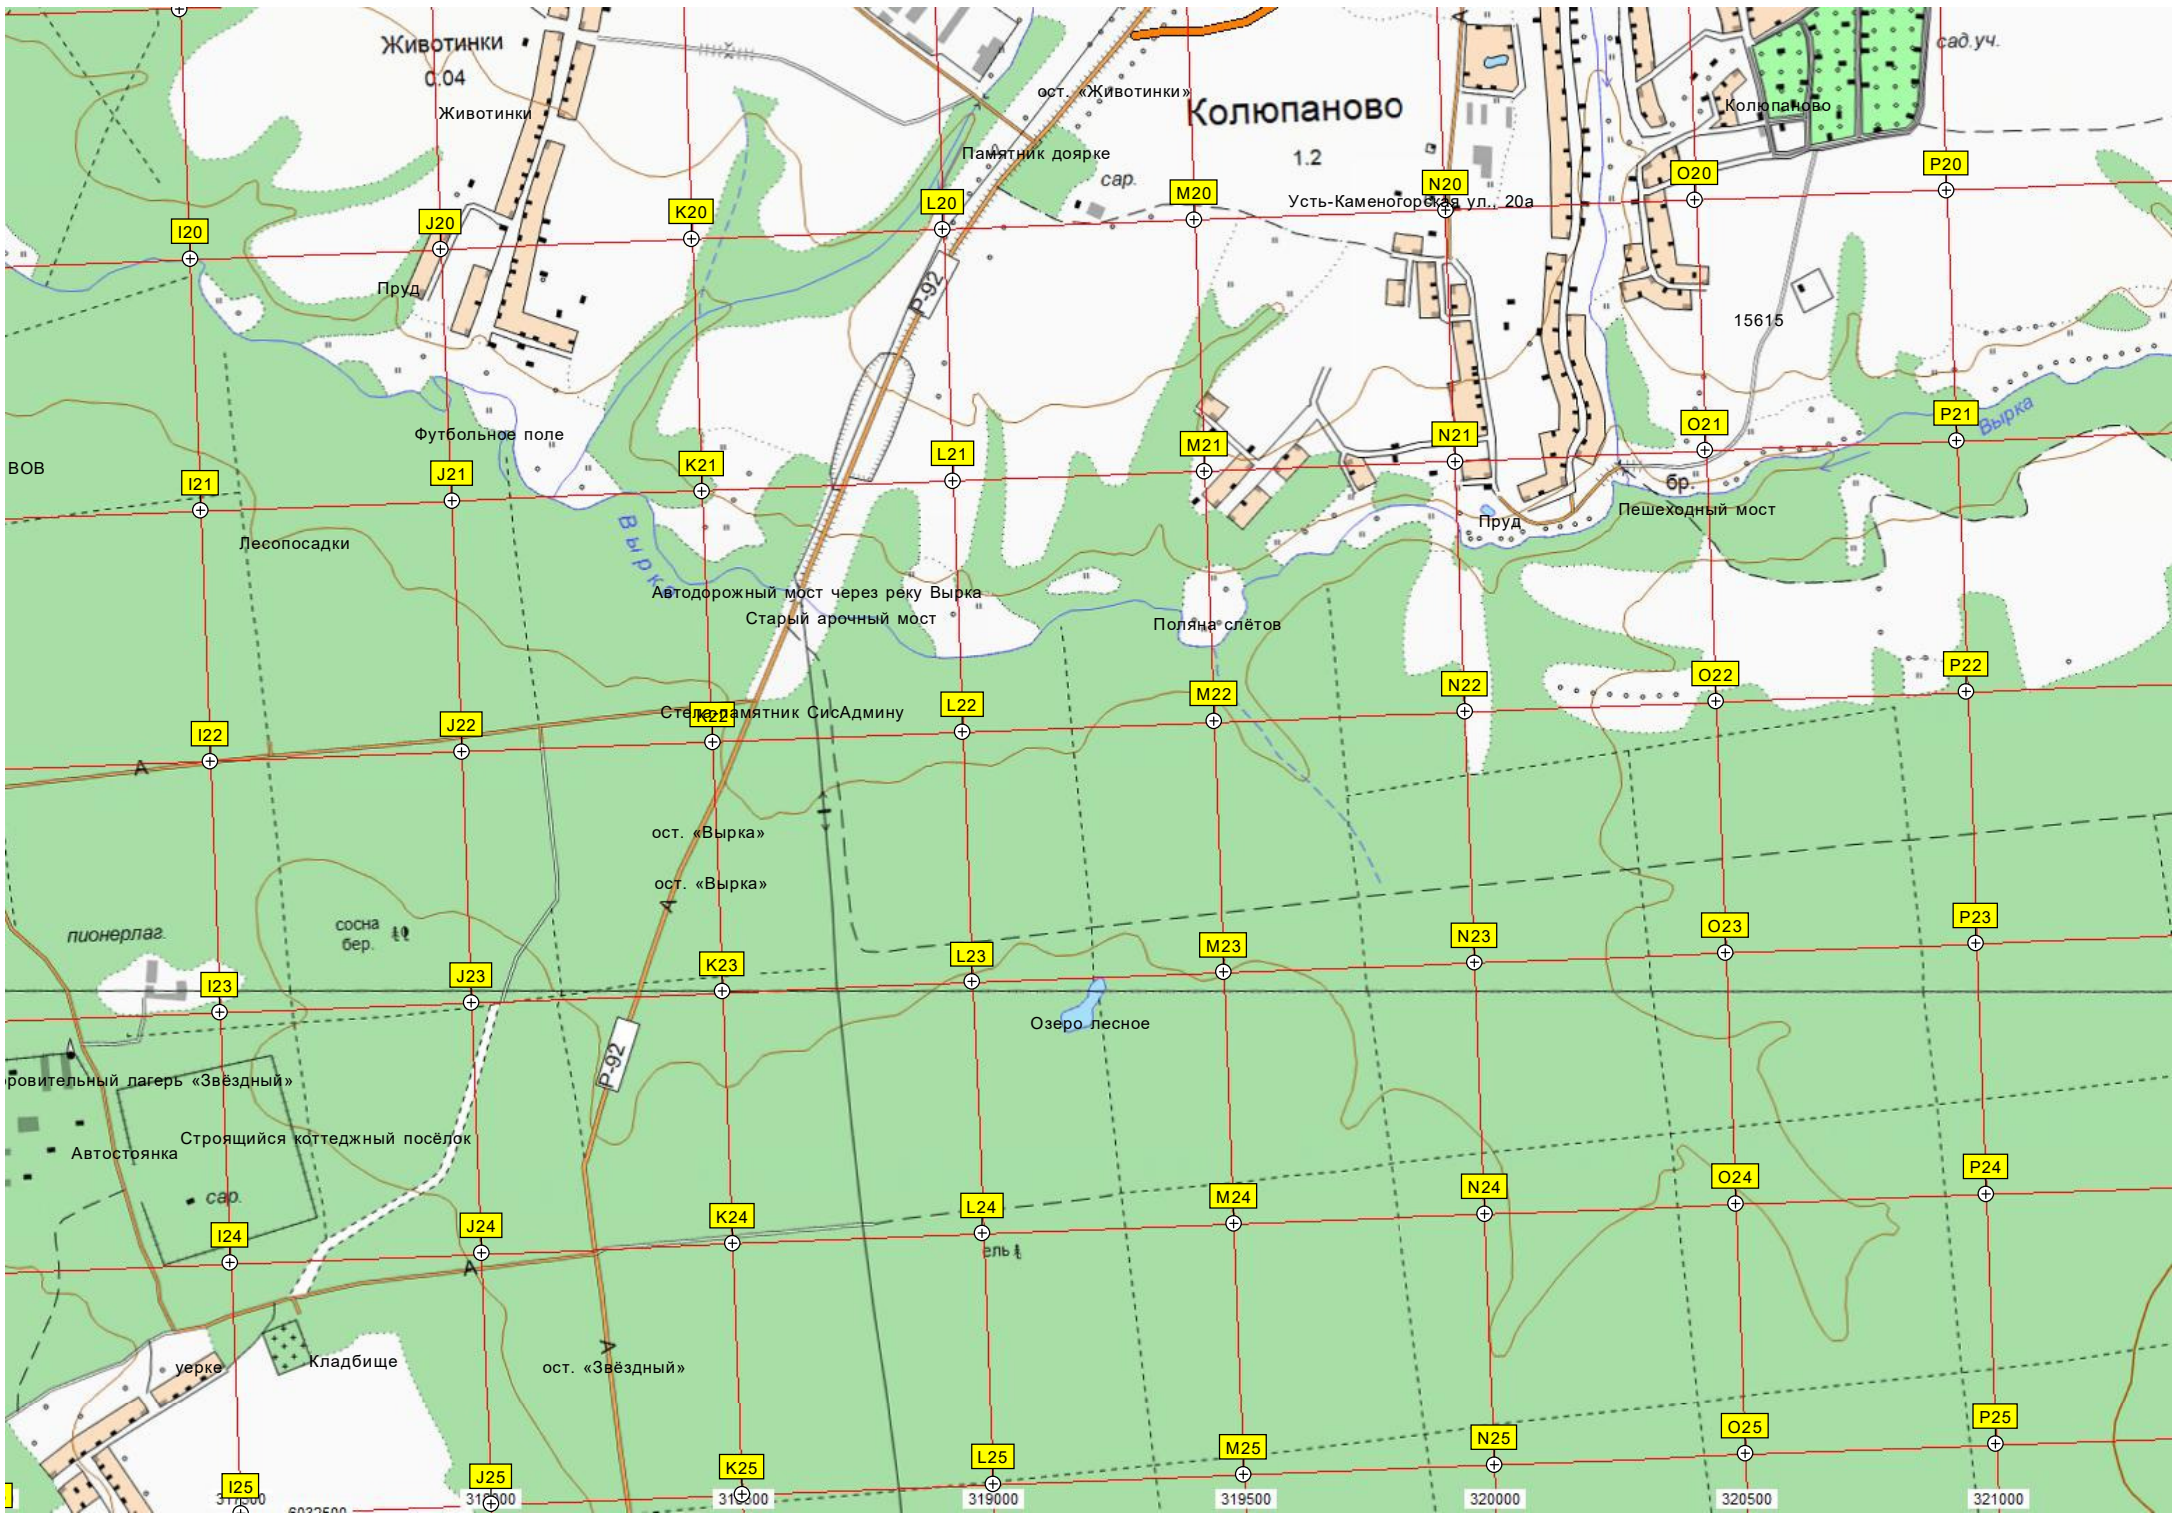 Животинки
0.04
Животинки
ост. «Животинки»
Колюпаново
1.2
сад.уч.
Колюпаново
Памятник доярке
сар.
Усть-Каменогорская ул., 20а
I20
J20
K20
L20
M20
N20
O20
P20
Пруд
Р-92
15615
Футбольное поле
ВОВ
I21
J21
K21
L21
M21
N21
O21
P21
Вырка
бр.
Пешеходный мост
Пруд
Лесопосадки
Вырка
Автодорожный мост через реку Вырка
Старый арочный мост
Поляна слётов
I22
J22
K22
Стела-памятник СисАдмину
L22
M22
N22
O22
P22
А
ост. «Вырка»
ост. «Вырка»
А
пионерлаг.
сосна
бер.
I23
J23
K23
L23
M23
N23
O23
P23
Озеро лесное
Р-92
ровительный лагерь «Звёздный»
Строящийся коттеджный посёлок
Автостоянка
сар.
I24
J24
K24
L24
M24
N24
O24
P24
ель
А
А
уерке
Кладбище
ост. «Звёздный»
I25
J25
K25
L25
M25
N25
O25
P25
319000
319500
320000
320500
321000